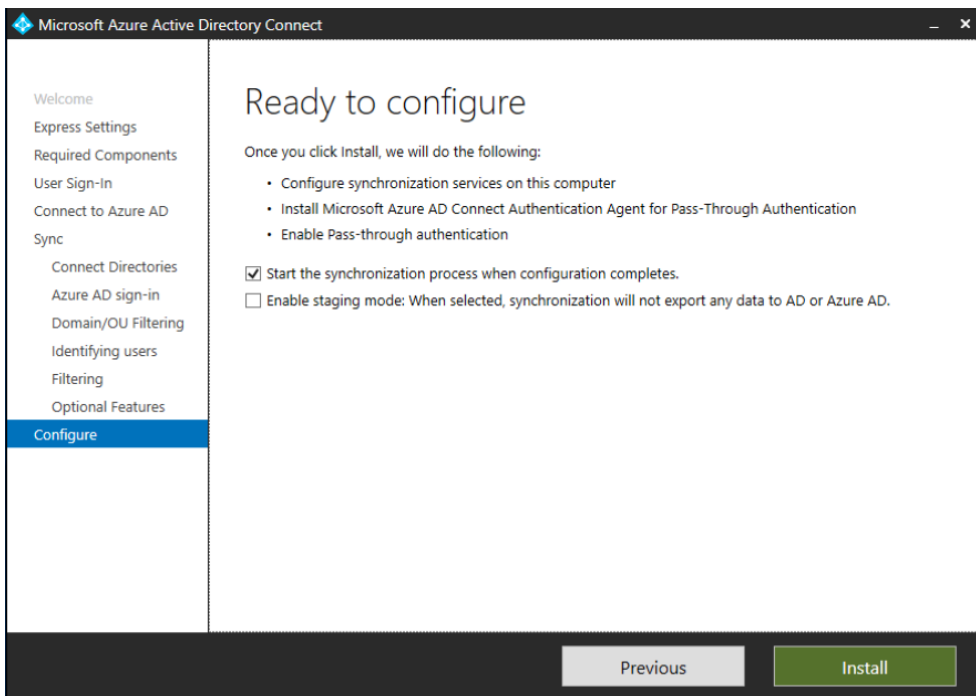 Microsoft Azure Active Directory Connect
Welcome
Express Settings
Required Components
User Sign-In
Connect to Azure AD
Sync
Connect Directories
Azure AD sign-in
Domain/OU Filtering
Identifying users
Filtering
Optional Features
Configure
Ready to configure
Once you click Install, we will do the following:
• Configure synchronization services on this computer
• Install Microsoft Azure AD Connect Authentication Agent for Pass-Through Authentication
• Enable Pass-through authentication
Start the synchronization process when configuration completes.
Enable staging mode: When selected, synchronization will not export any data to AD or Azure AD.
Previous
Install